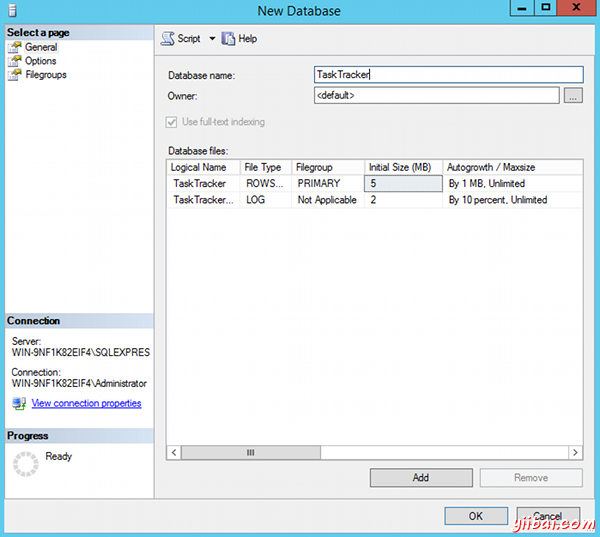 New Database
Select a page
General
Options
Filegroups
Script
Help
Database name:
TaskTracker
Owner:
<default>
...
Use full-text indexing
Database files:
Logical Name File Type Filegroup Initial Size (MB) Autogrowth / Maxsize
TaskTracker ROWS... PRIMARY 5 By 1 MB, Unlimited
TaskTracker... LOG Not Applicable 2 By 10 percent, Unlimited
Connection
Server:
WIN-9NF1K82EIF4\SQLEXPRES
Connection:
WIN-9NF1K82EIF4\Administrator
View connection properties
Progress
Ready
Add
Remove
OK
Cancel
yiibai.com